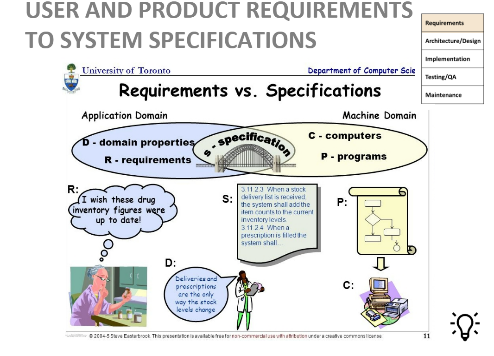 USER AND PRODUCT REQUIREMENTS
TO SYSTEM SPECIFICATIONS
Requirements
Architecture/Design
Implementation
Testing/QA
Maintenance
University of Toronto
Department of Computer Scie
Requirements vs. Specifications
Application Domain
Machine Domain
D - domain properties
R - requirements
s - specification
C - computers
P - programs
R:
I wish these drug
inventory figures were
up to date!
S:
3.11.2.3 When a stock
delivery list is received,
the system shall add the
item counts to the current
inventory levels.
3.11.2.4 When a
prescription is filled the
system shall...
P:
D:
Deliveries and
prescriptions
are the only
way the stock
levels change
C:
© 2004-5 Steve Easterbrook. This presentation is available free for non-commercial use with attribution under a creative commons license.
11